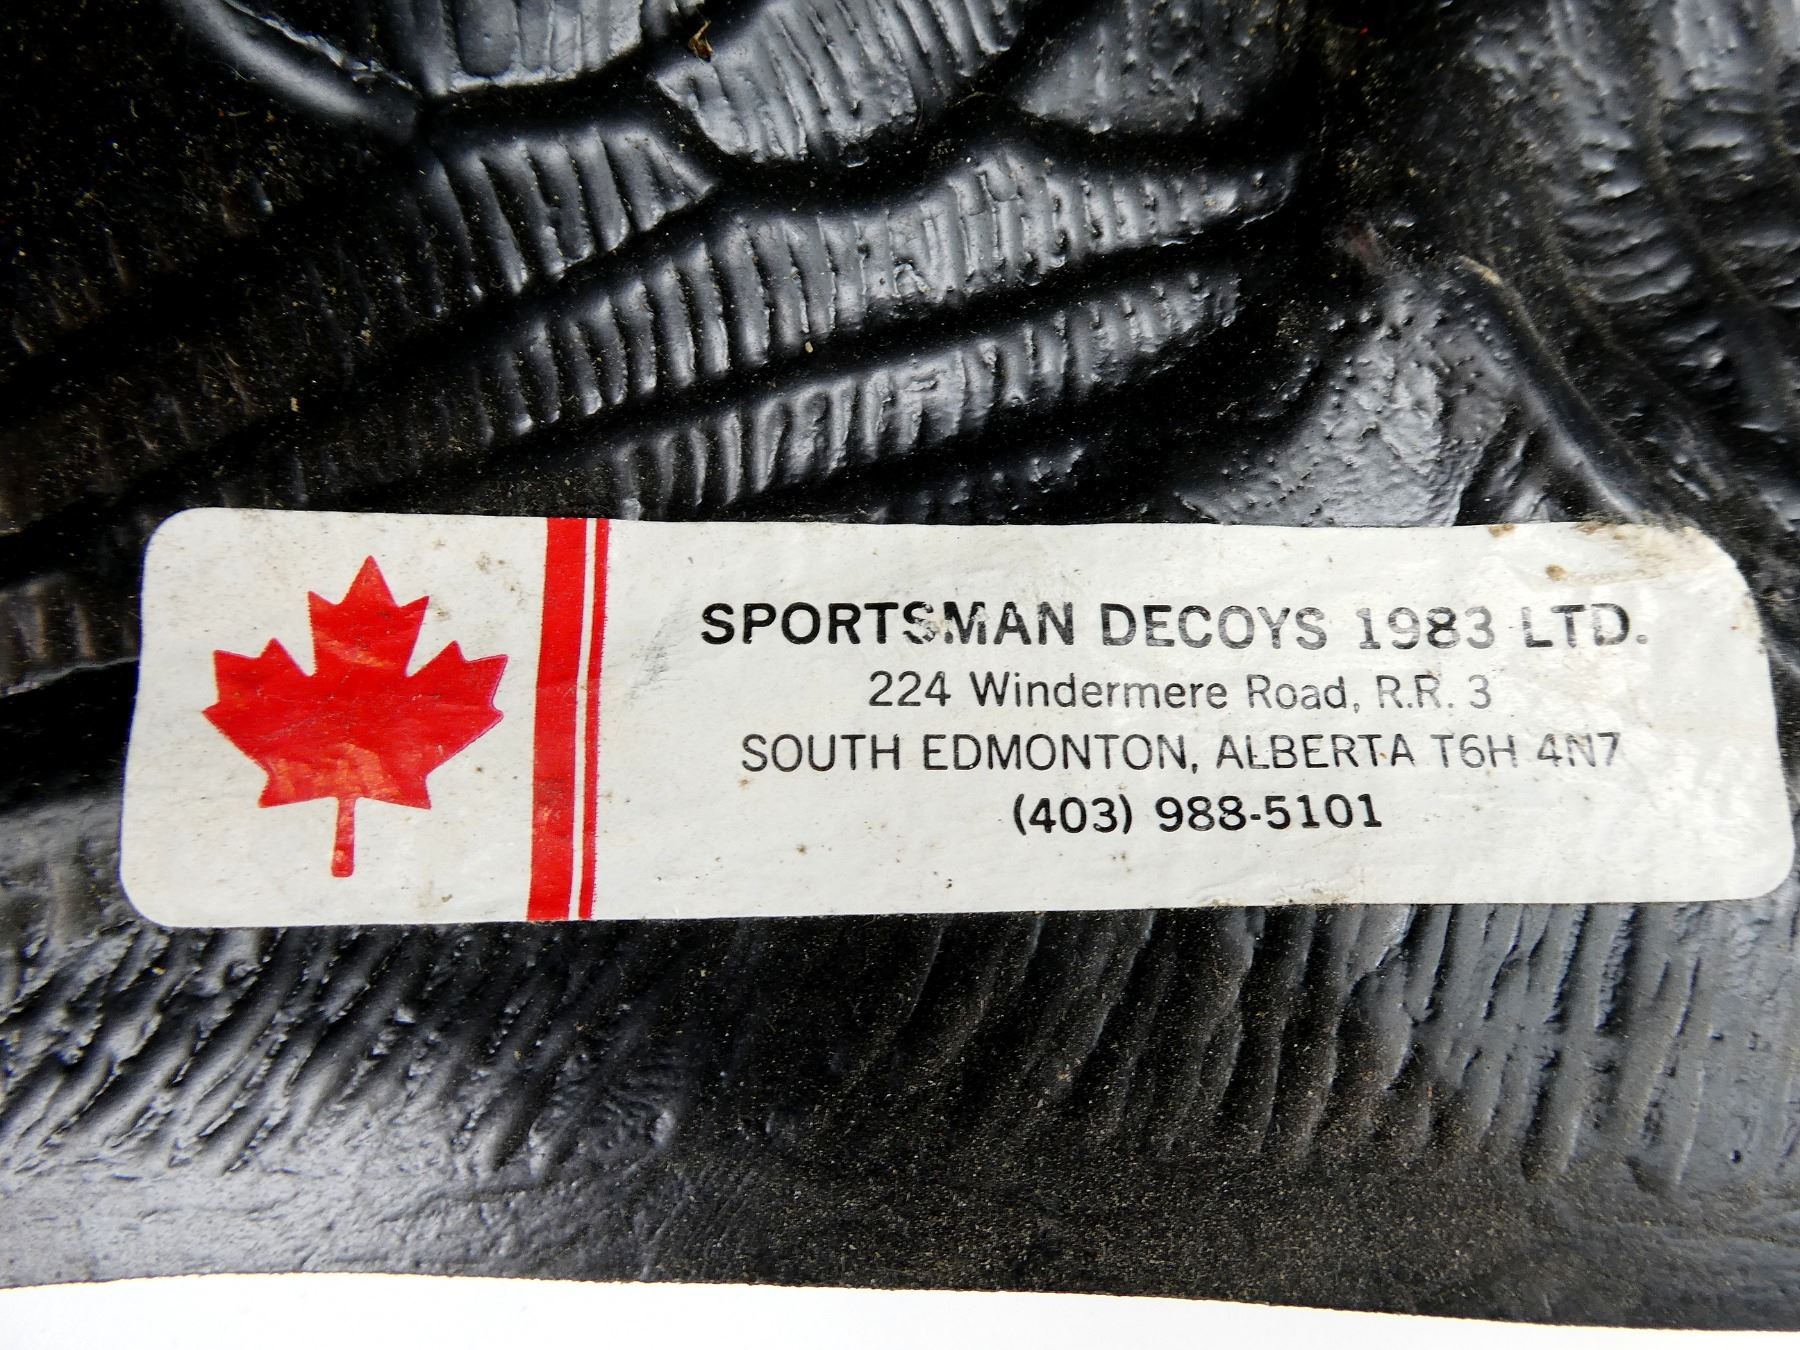 SPORTSMAN DECOYS 1983 LTD.
224 Windermere Road, R.R. 3
SOUTH EDMONTON, ALBERTA T6H 4N7
(403) 988-5101